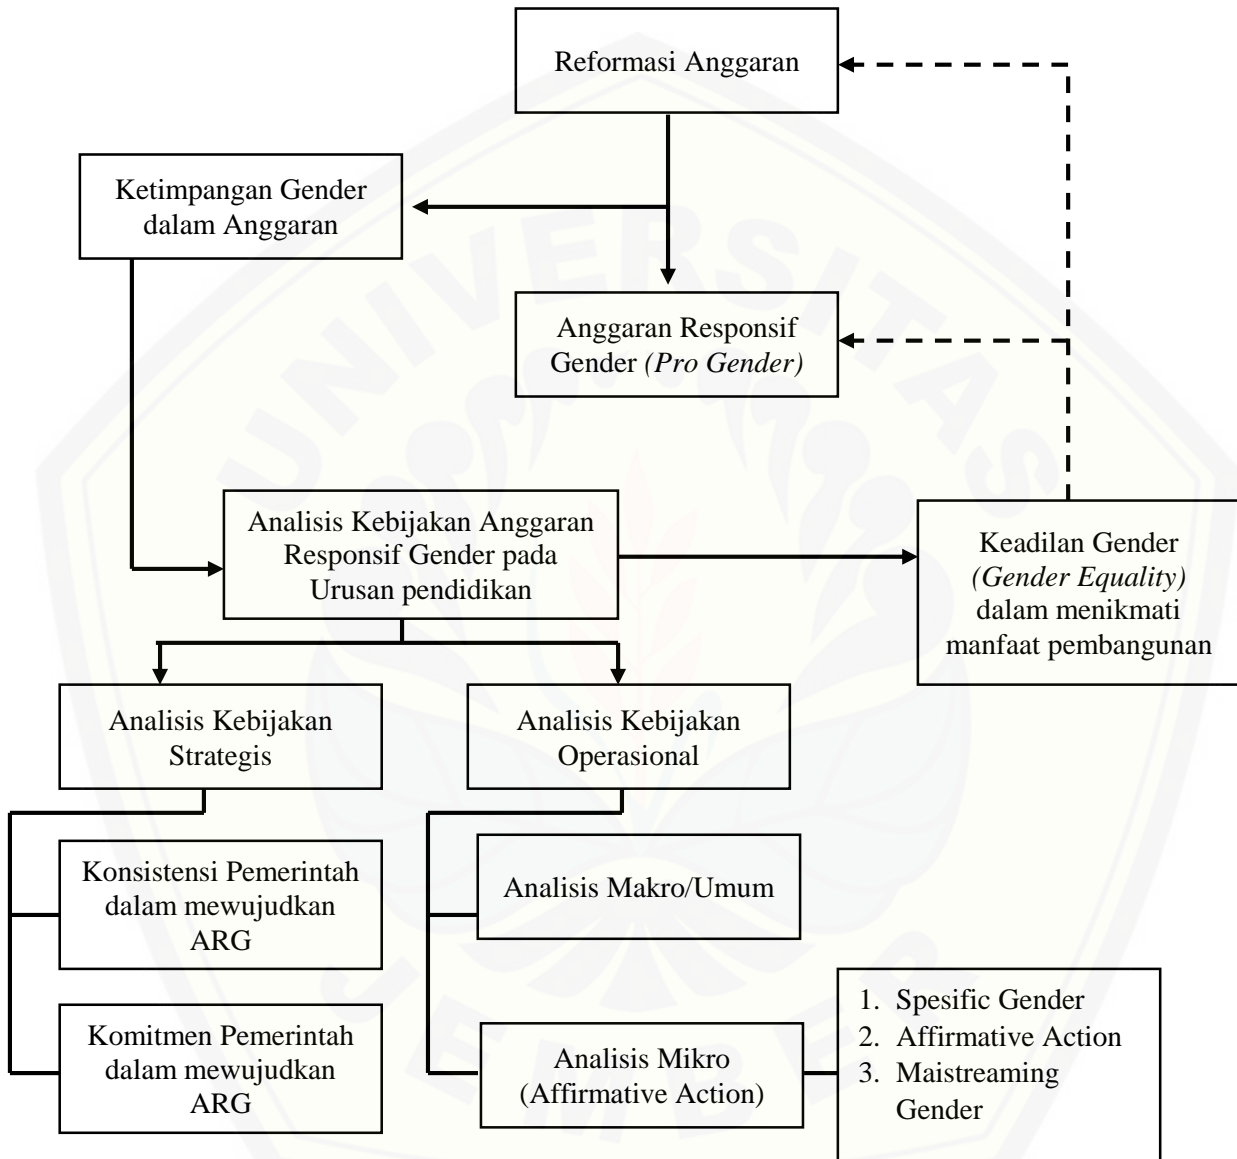 Reformasi Anggaran
Ketimpangan Gender
dalam Anggaran
Anggaran Responsif
Gender (Pro Gender)
Analisis Kebijakan Anggaran
Responsif Gender pada
Urusan pendidikan
Keadilan Gender
(Gender Equality)
dalam menikmati
manfaat pembangunan
Analisis Kebijakan
Strategis
Analisis Kebijakan
Operasional
Konsistensi Pemerintah
dalam mewujudkan
ARG
Analisis Makro/Umum
Komitmen Pemerintah
dalam mewujudkan
ARG
Analisis Mikro
(Affirmative Action)
1. Spesific Gender
2. Affirmative Action
3. Maistreaming
Gender
UNIVERSITAS
JEMBER